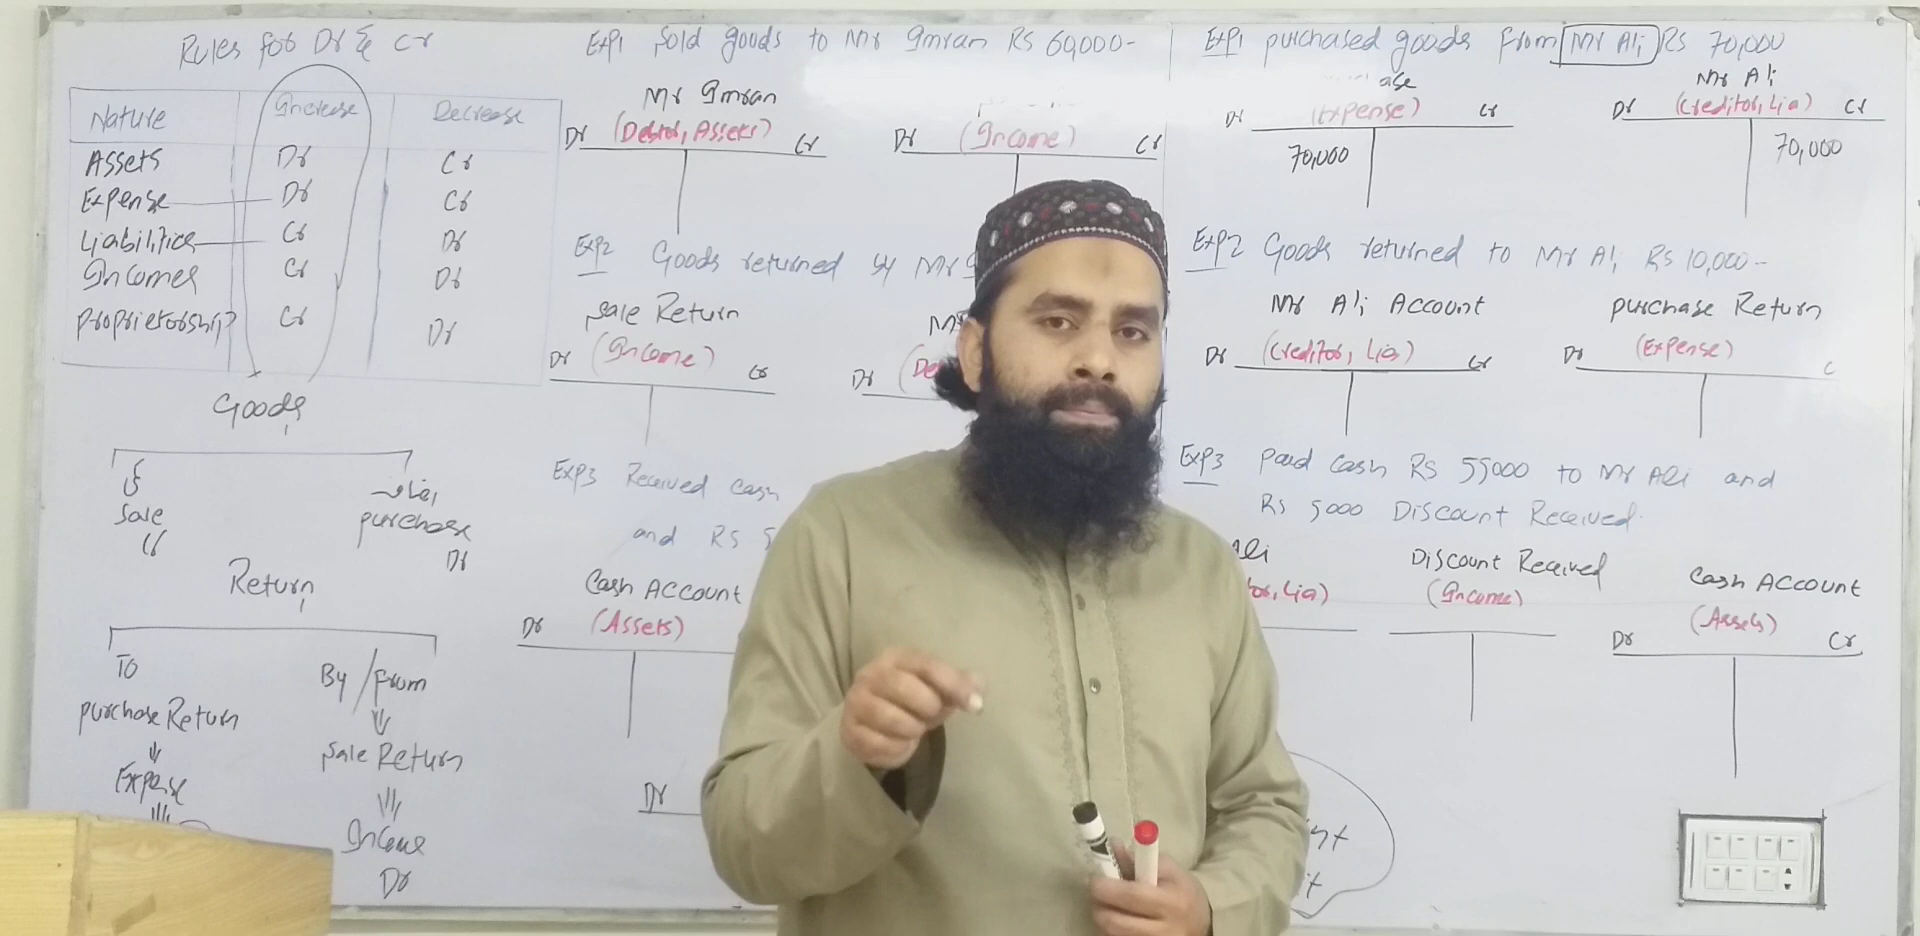 Rules for Dr & Cr
Nature Increase Decrease
Assets Dr Cr
Expense Dr Cr
Liabilities Cr Dr
Incomes Cr Dr
Proprietorship Cr Dr
Goods
Sale purchase
Cr Dr
Return
To By / From
purchase Return Sale Return
Expense Income
Dr
Exp1 Sold goods to Mr Imran Rs 60,000-
Mr Imran
Dr (Debtor, Assets) Cr Dr (Income) Cr
Exp2 Goods returned by Mr
Sale Return
Dr (Income) Cr Dr
Exp3 Received cash
and Rs
Cash Account
Dr (Assets)
Dr
Exp1 purchased goods from Mr Ali Rs 70,000
Mr Ali
Dr (Expense) Cr Dr (Creditor, Lia) Cr
70,000 70,000
Exp2 Goods returned to Mr Ali Rs 10,000-
Mr Ali Account purchase Return
Dr (Creditor, Lia) Cr Dr (Expense) C
Exp3 Paid Cash Rs 55000 to Mr Ali and
Rs 5000 Discount Received.
Ali Discount Received Cash Account
Lia) (Income) (Assets)
Dr Cr